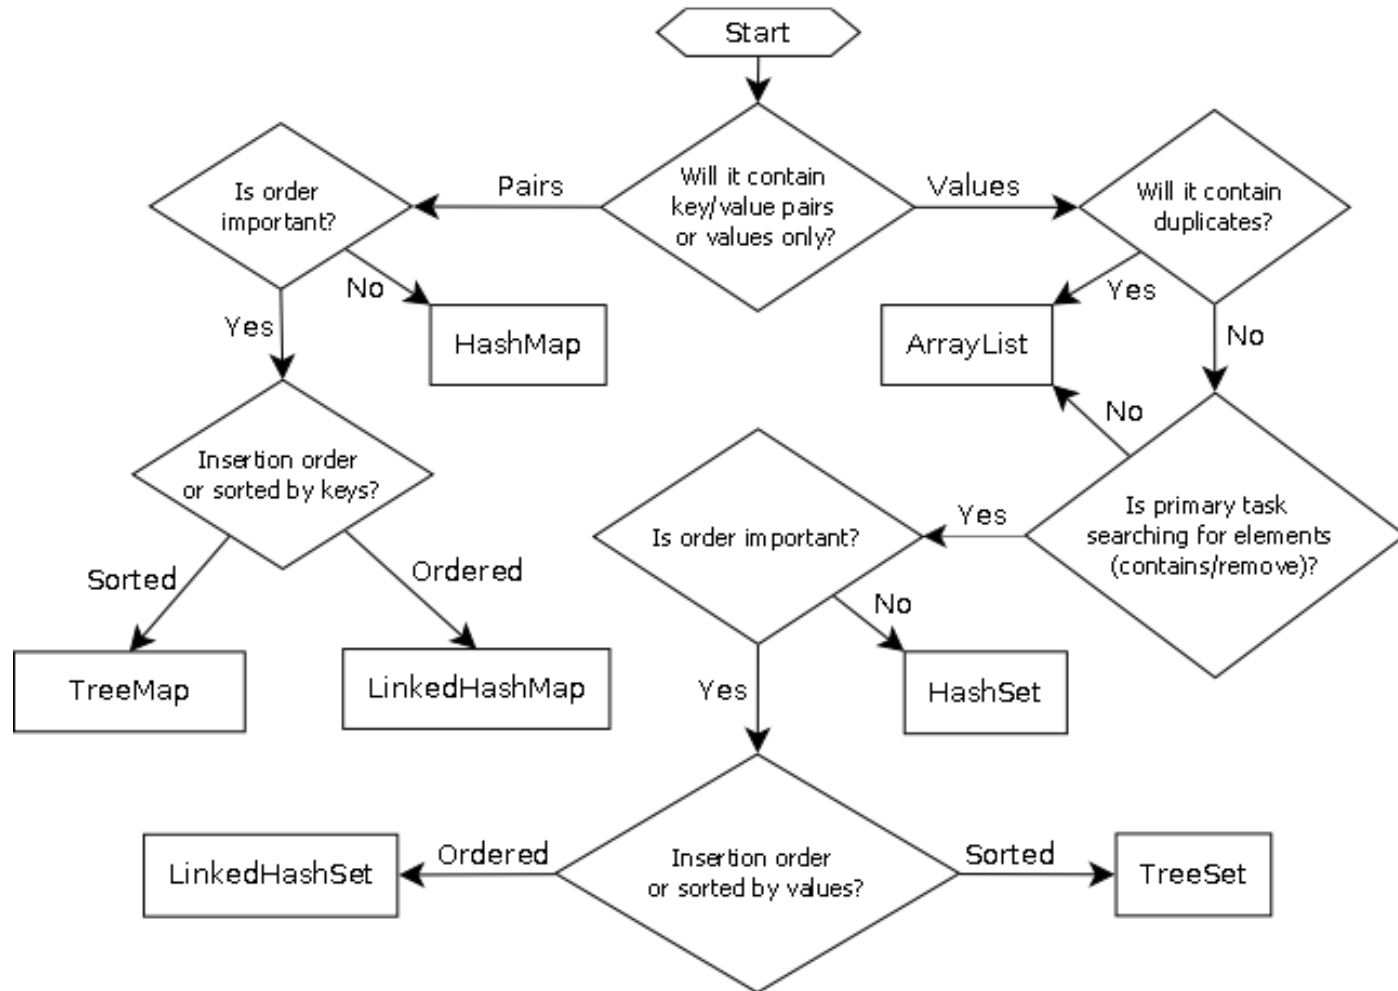 Start
Will it contain
key/value pairs
or values only?
Pairs
Values
Is order
important?
Will it contain
duplicates?
No
Yes
Yes
HashMap
ArrayList
No
No
Insertion order
or sorted by keys?
Is primary task
searching for elements
(contains/remove)?
Yes
Is order important?
Sorted
Ordered
No
TreeMap
LinkedHashMap
Yes
HashSet
Insertion order
or sorted by values?
Ordered
Sorted
LinkedHashSet
TreeSet